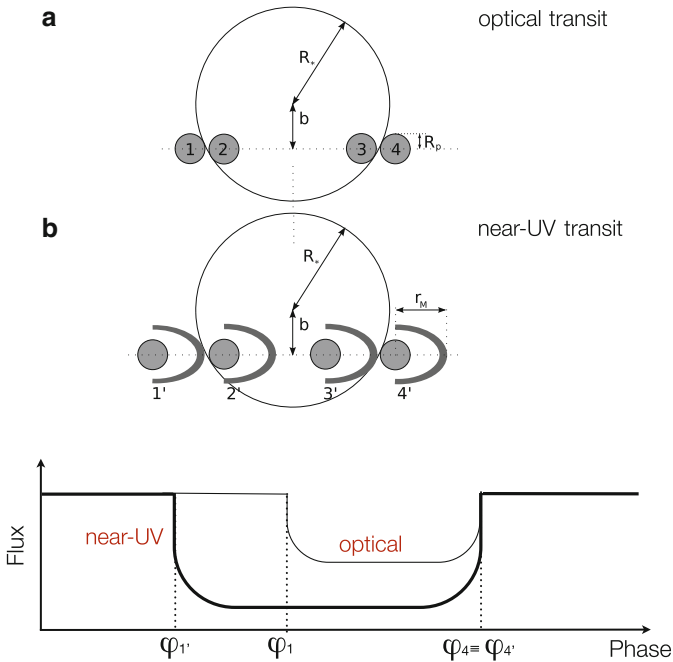 a
optical transit
R*
b
1 2 3 4
Rp
b
near-UV transit
R*
rM
b
1' 2' 3' 4'
near-UV
optical
Flux
φ1' φ1 φ4≡ φ4'
Phase